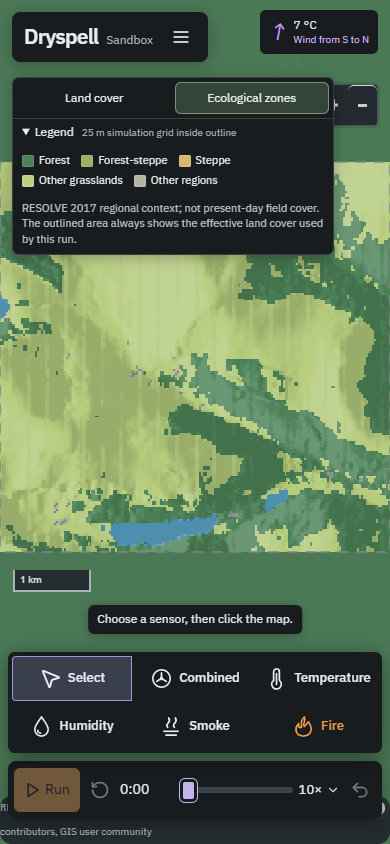 Dryspell Sandbox
7 °C
Wind from S to N
Land cover
Ecological zones
▼ Legend 25 m simulation grid inside outline
Forest
Forest-steppe
Steppe
Other grasslands
Other regions
RESOLVE 2017 regional context; not present-day field cover.
The outlined area always shows the effective land cover used
by this run.
1 km
Choose a sensor, then click the map.
Select
Combined
Temperature
Humidity
Smoke
Fire
Run
0:00
10×
contributors, GIS user community